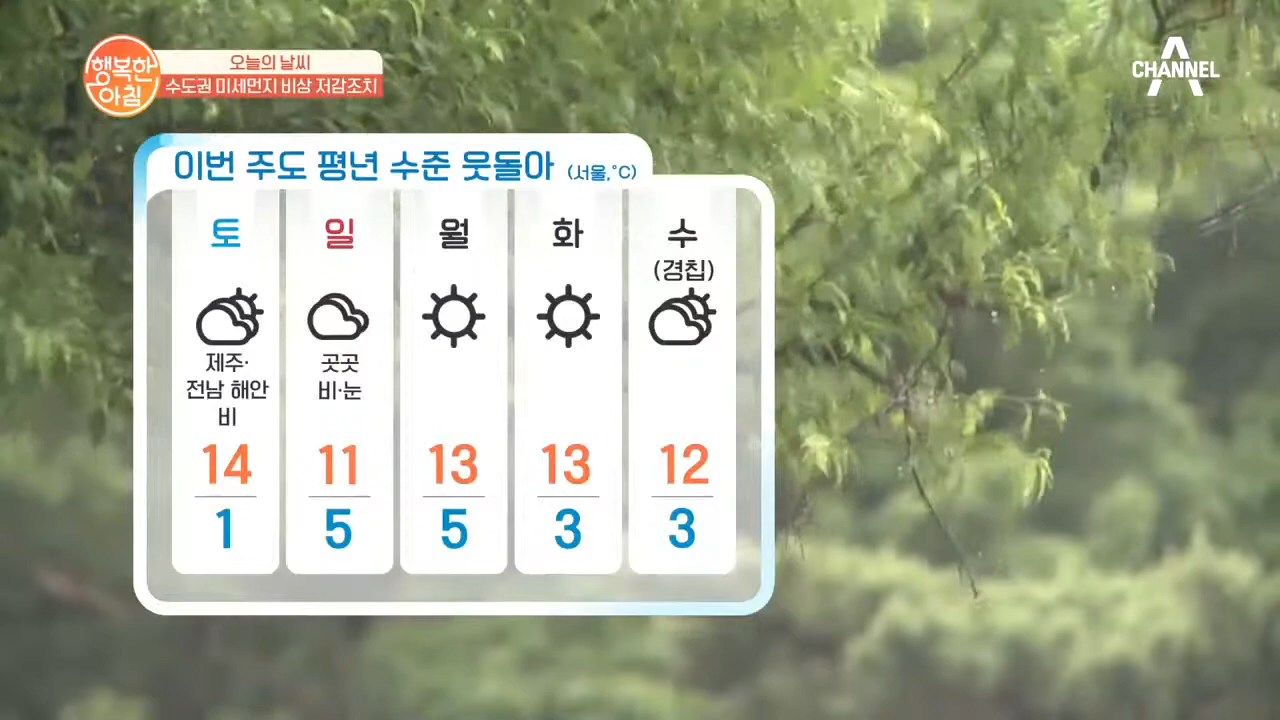 행복한
아침
오늘의 날씨
수도권 미세먼지 비상 저감조치
CHANNEL A
이번 주도 평년 수준 웃돌아 (서울,°C)
토 일 월 화 수
(경칩)
제주· 곳곳
전남 해안 비·눈
비
14 11 13 13 12
1 5 5 3 3